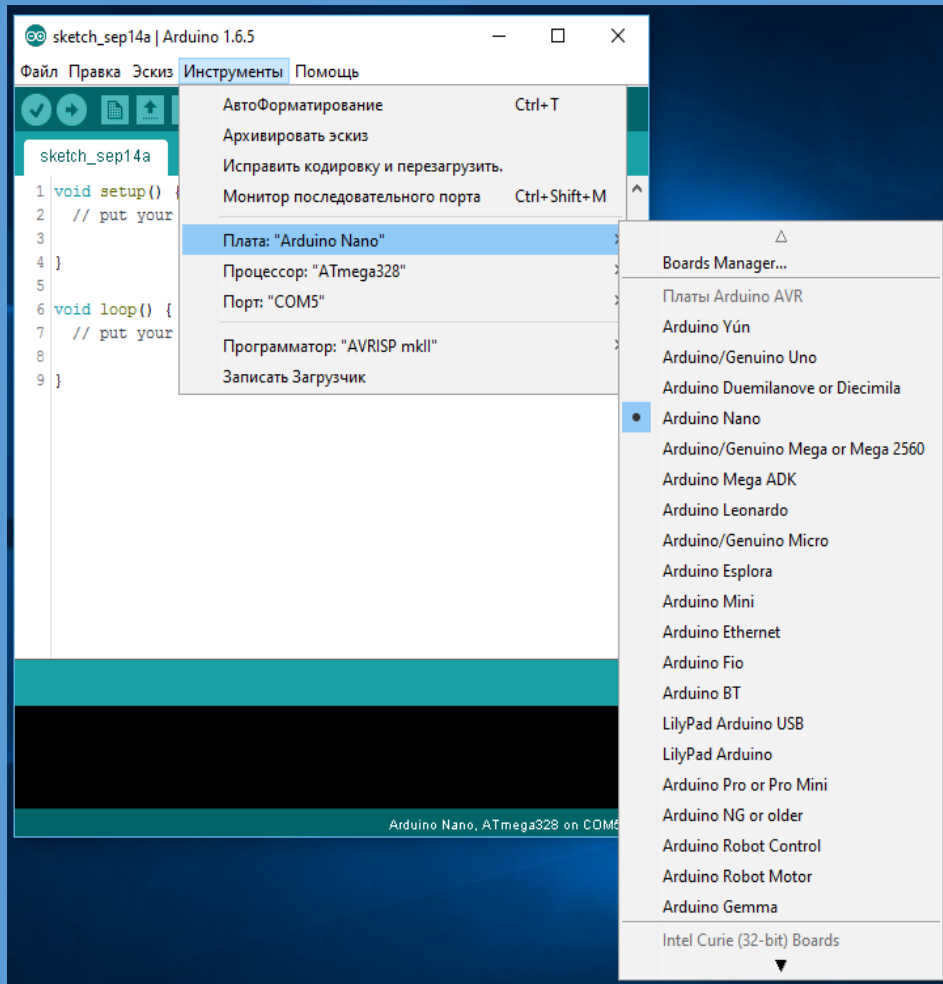 sketch_sep14a | Arduino 1.6.5
Файл Правка Эскиз Инструменты Помощь
sketch_sep14a
1 void setup() {
2 // put your
3
4 }
5
6 void loop() {
7 // put your
8
9 }
АвтоФорматирование Ctrl+T
Архивировать эскиз
Исправить кодировку и перезагрузить.
Монитор последовательного порта Ctrl+Shift+M
Плата: "Arduino Nano"
Процессор: "ATmega328"
Порт: "COM5"
Программатор: "AVRISP mkII"
Записать Загрузчик
Boards Manager...
Платы Arduino AVR
Arduino Yún
Arduino/Genuino Uno
Arduino Duemilanove or Diecimila
Arduino Nano
Arduino/Genuino Mega or Mega 2560
Arduino Mega ADK
Arduino Leonardo
Arduino/Genuino Micro
Arduino Esplora
Arduino Mini
Arduino Ethernet
Arduino Fio
Arduino BT
LilyPad Arduino USB
LilyPad Arduino
Arduino Pro or Pro Mini
Arduino NG or older
Arduino Robot Control
Arduino Robot Motor
Arduino Gemma
Intel Curie (32-bit) Boards
Arduino Nano, ATmega328 on COM5